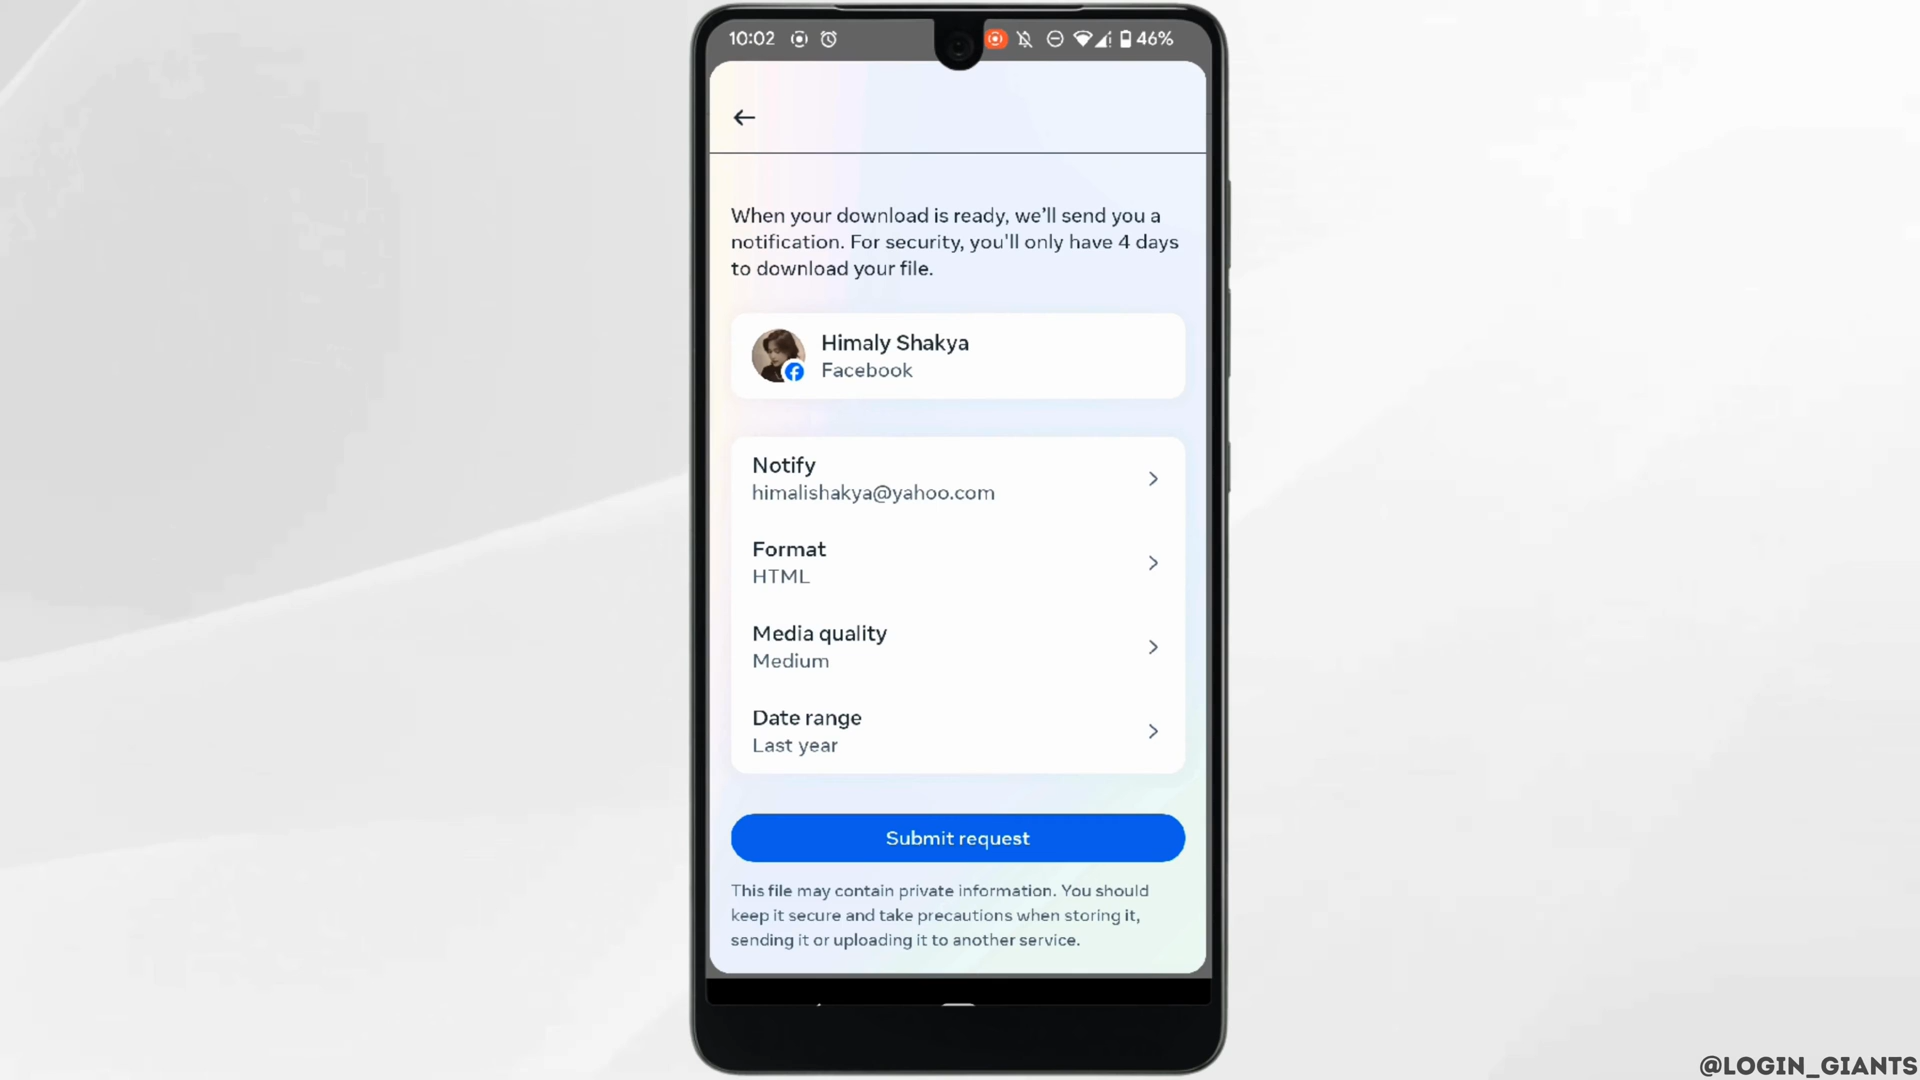 10:02
46%
When your download is ready, we'll send you a
notification. For security, you'll only have 4 days
to download your file.
Himaly Shakya
Facebook
Notify
himalishakya@yahoo.com
Format
HTML
Media quality
Medium
Date range
Last year
Submit request
This file may contain private information. You should
keep it secure and take precautions when storing it,
sending it or uploading it to another service.
@LOGIN_GIANTS